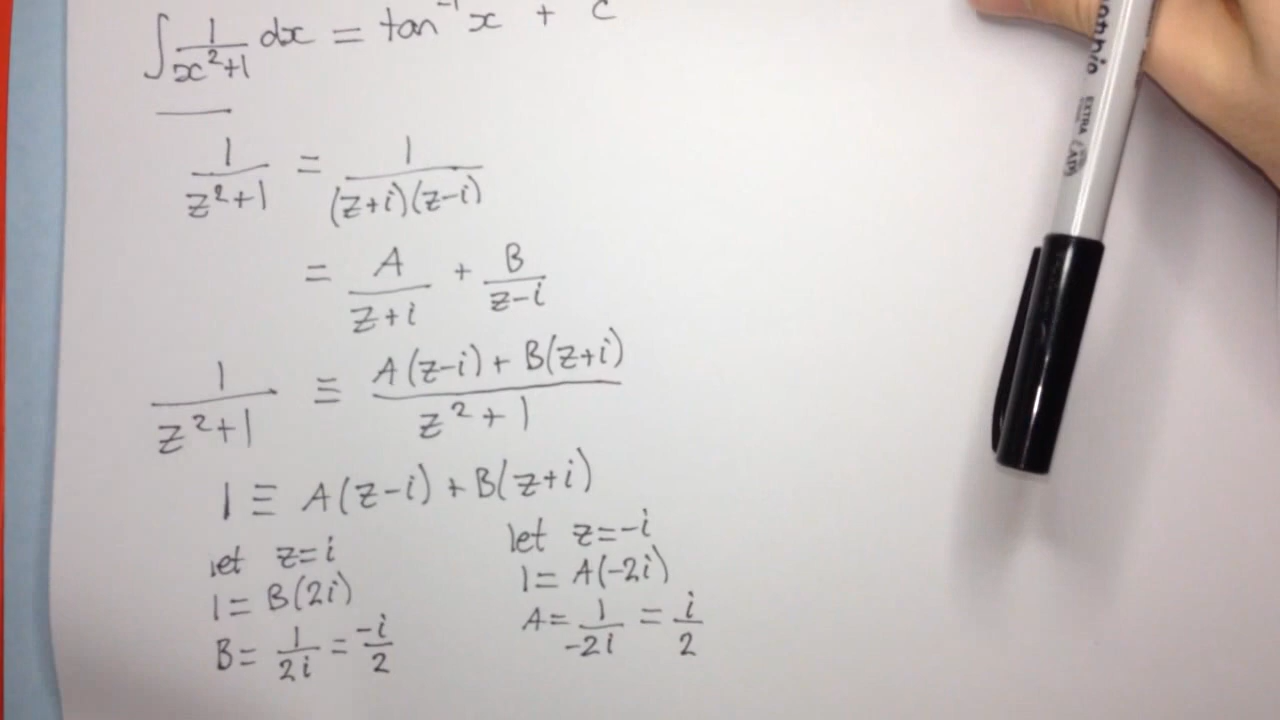 ∫ 1/(x²+1) dx = tan⁻¹x + c
1/(z²+1) = 1/((z+i)(z-i))
= A/(z+i) + B/(z-i)
1/(z²+1) ≡ (A(z-i) + B(z+i))/(z²+1)
1 ≡ A(z-i) + B(z+i)
let z=i
1 = B(2i)
B = 1/2i = -i/2
let z=-i
1 = A(-2i)
A = 1/-2i = i/2
EXTRA